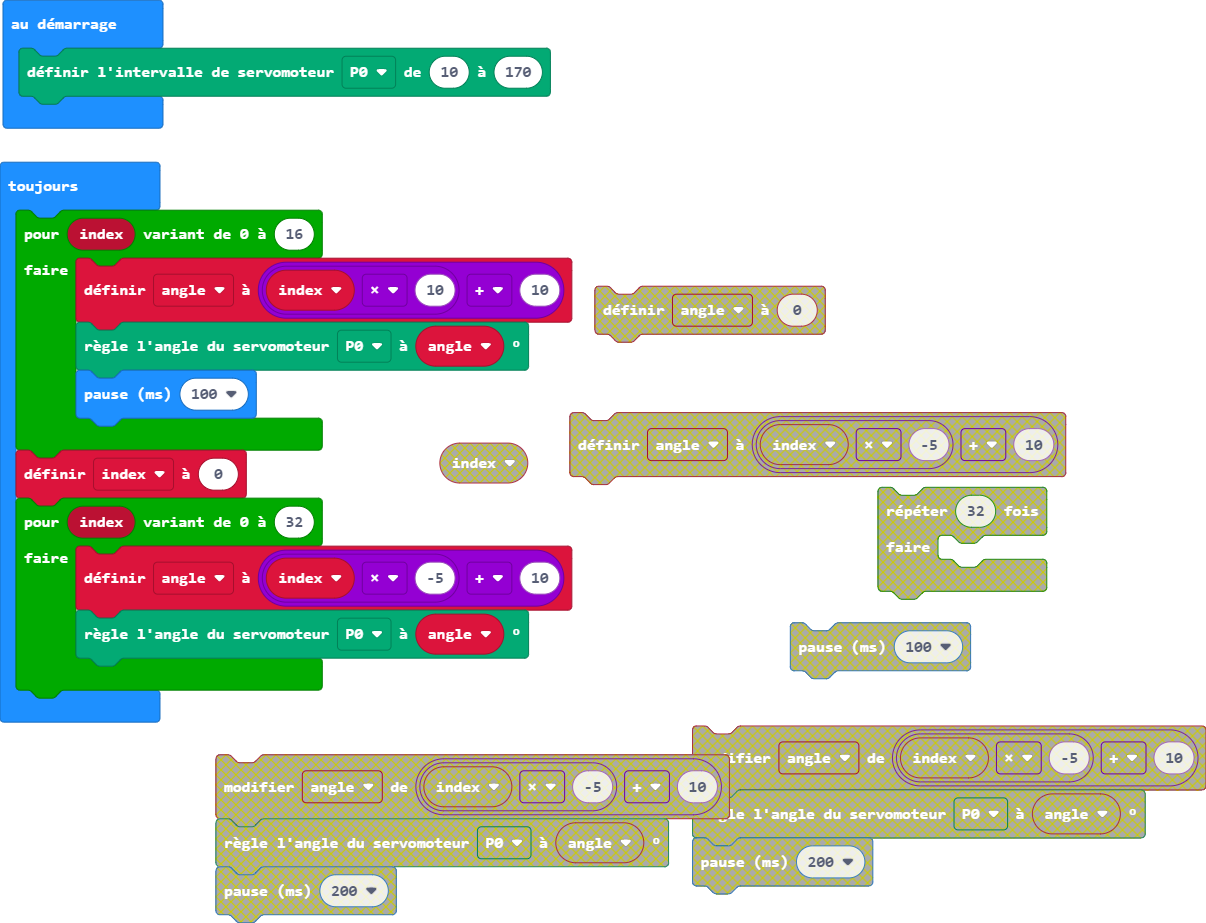 au démarrage
définir l'intervalle de servomoteur P0 de 10 à 170
toujours
pour index variant de 0 à 16
faire
définir angle à index × 10 + 10
règle l'angle du servomoteur P0 à angle °
pause (ms) 100
définir index à 0
pour index variant de 0 à 32
faire
définir angle à index × -5 + 10
règle l'angle du servomoteur P0 à angle °
définir angle à 0
index
définir angle à index × -5 + 10
répéter 32 fois
faire
pause (ms) 100
modifier angle de index × -5 + 10
règle l'angle du servomoteur P0 à angle °
pause (ms) 200
ifier angle de index × -5 + 10
le l'angle du servomoteur P0 à angle °
pause (ms) 200